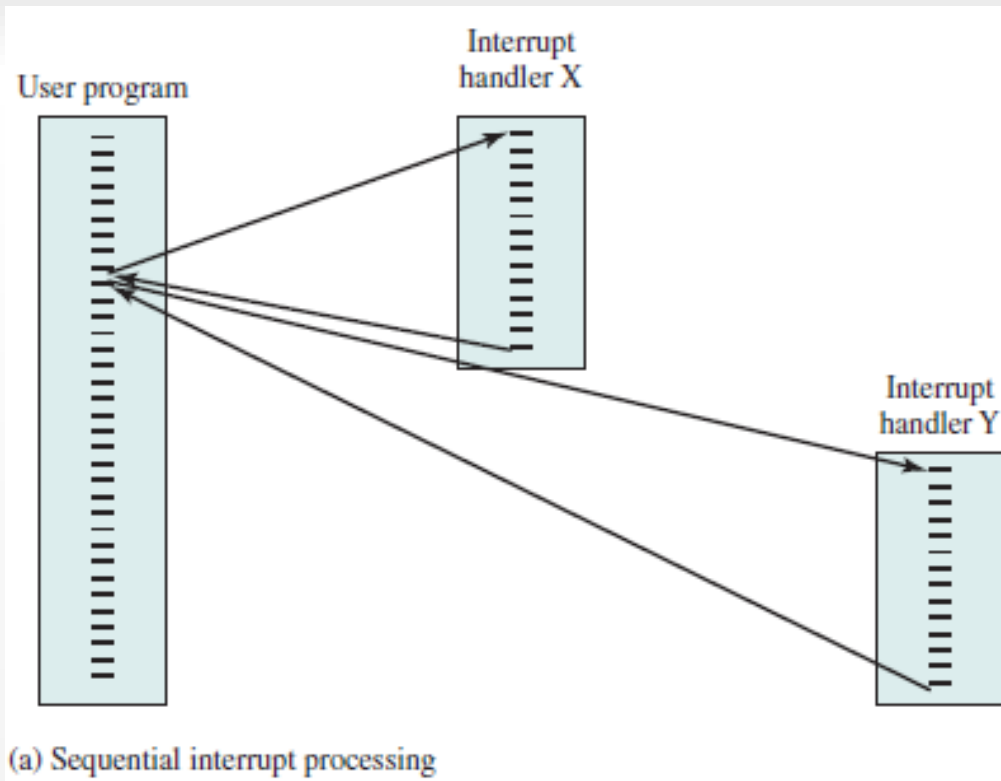 User program
Interrupt
handler X
Interrupt
handler Y
(a) Sequential interrupt processing